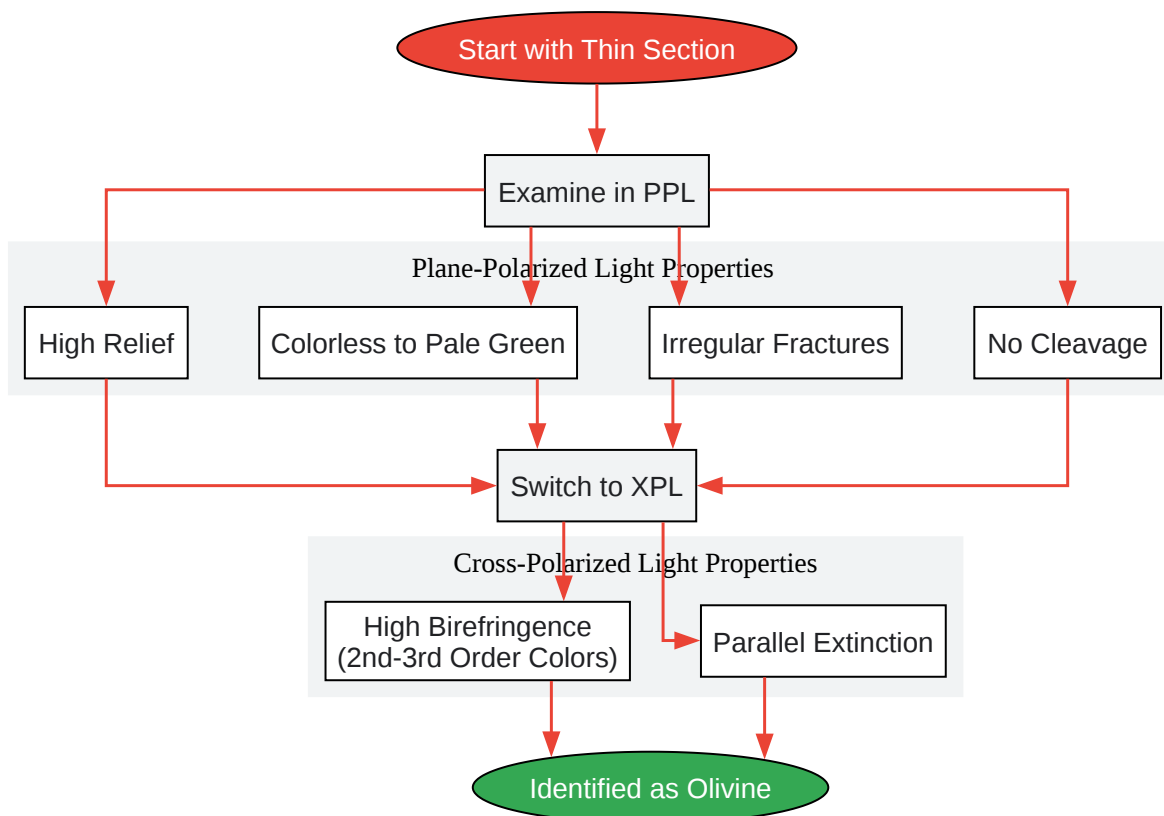 Start with Thin Section
Examine in PPL
Plane-Polarized Light Properties
High Relief
Colorless to Pale Green
Irregular Fractures
No Cleavage
Switch to XPL
Cross-Polarized Light Properties
High Birefringence
(2nd-3rd Order Colors)
Parallel Extinction
Identified as Olivine